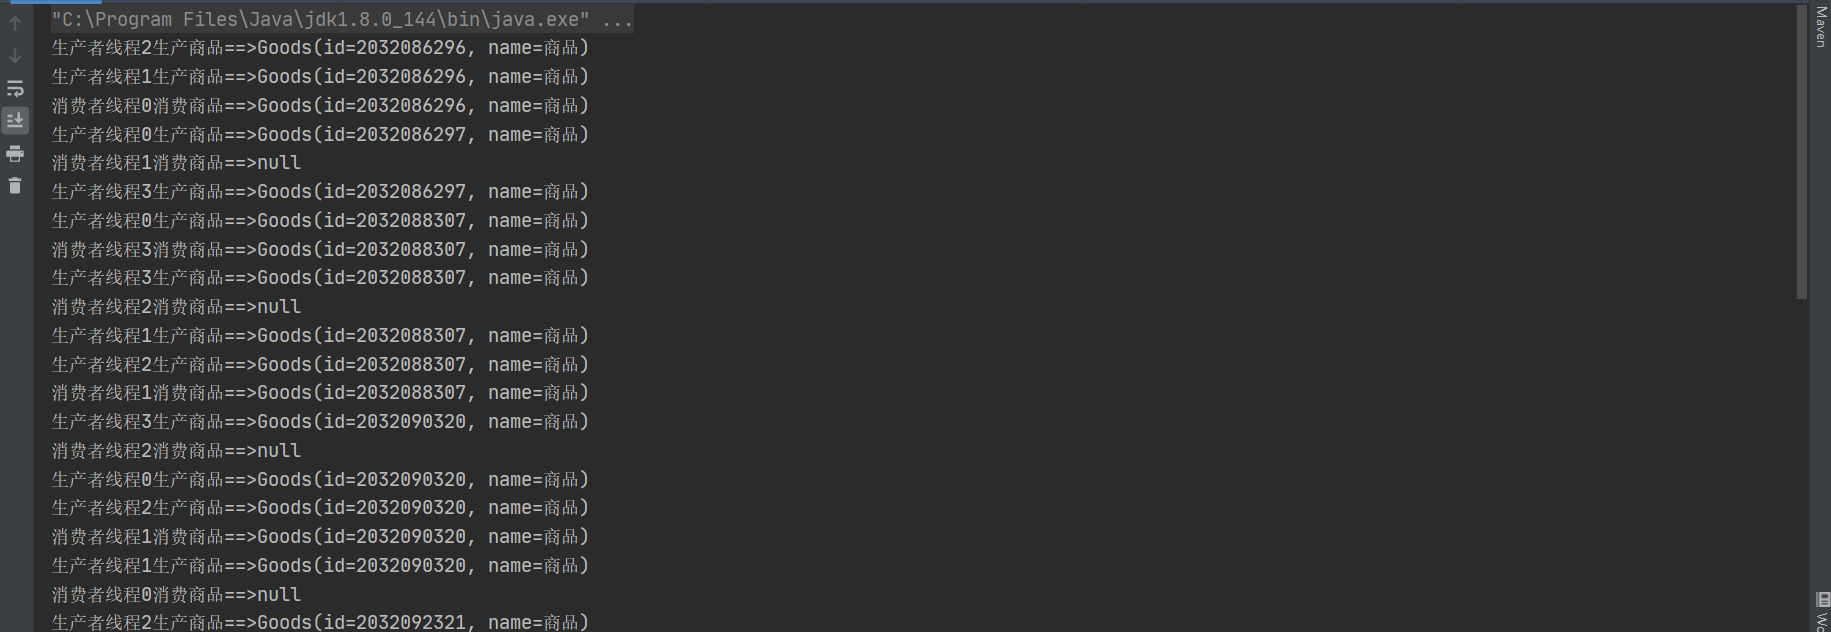 "C:\Program Files\Java\jdk1.8.0_144\bin\java.exe" ...
生产者线程2生产商品==>Goods(id=2032086296, name=商品)
生产者线程1生产商品==>Goods(id=2032086296, name=商品)
消费者线程0消费商品==>Goods(id=2032086296, name=商品)
生产者线程0生产商品==>Goods(id=2032086297, name=商品)
消费者线程1消费商品==>null
生产者线程3生产商品==>Goods(id=2032086297, name=商品)
生产者线程0生产商品==>Goods(id=2032088307, name=商品)
消费者线程3消费商品==>Goods(id=2032088307, name=商品)
生产者线程3生产商品==>Goods(id=2032088307, name=商品)
消费者线程2消费商品==>null
生产者线程1生产商品==>Goods(id=2032088307, name=商品)
生产者线程2生产商品==>Goods(id=2032088307, name=商品)
消费者线程1消费商品==>Goods(id=2032088307, name=商品)
生产者线程3生产商品==>Goods(id=2032090320, name=商品)
消费者线程2消费商品==>null
生产者线程0生产商品==>Goods(id=2032090320, name=商品)
生产者线程2生产商品==>Goods(id=2032090320, name=商品)
消费者线程1消费商品==>Goods(id=2032090320, name=商品)
生产者线程1生产商品==>Goods(id=2032090320, name=商品)
消费者线程0消费商品==>null
生产者线程2生产商品==>Goods(id=2032092321, name=商品)
Maven